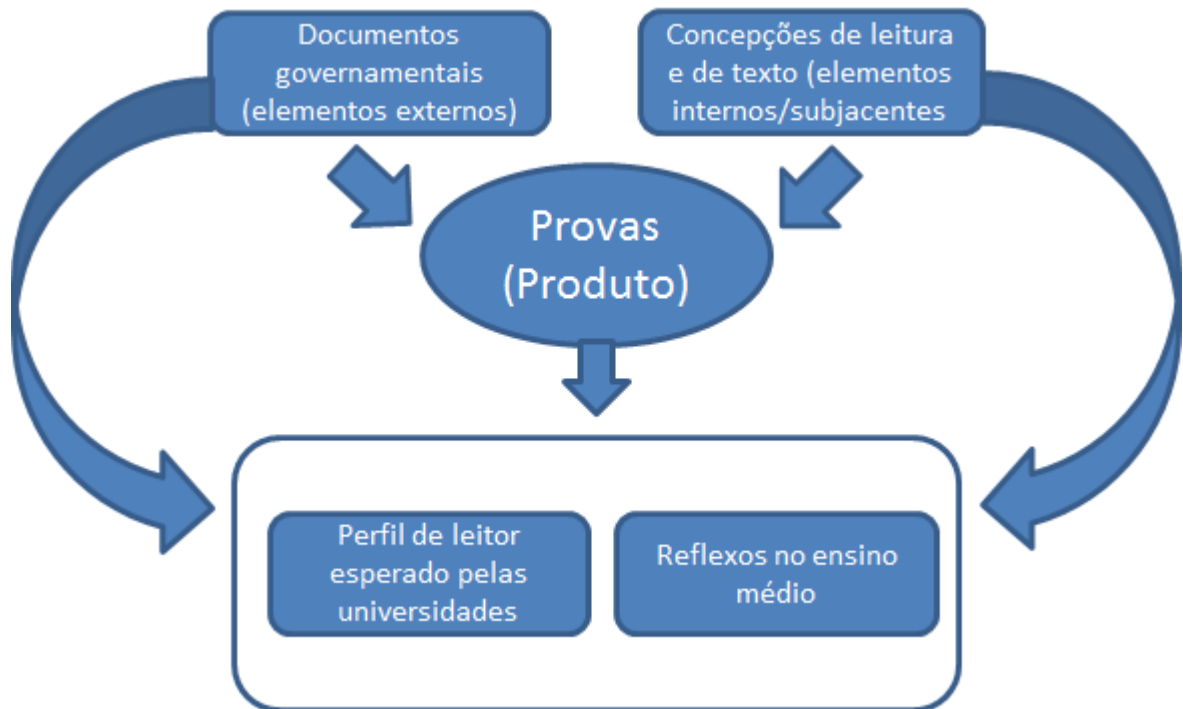 Documentos
governamentais
(elementos externos)
Concepções de leitura
e de texto (elementos
internos/subjacentes
Provas
(Produto)
Perfil de leitor
esperado pelas
universidades
Reflexos no ensino
médio